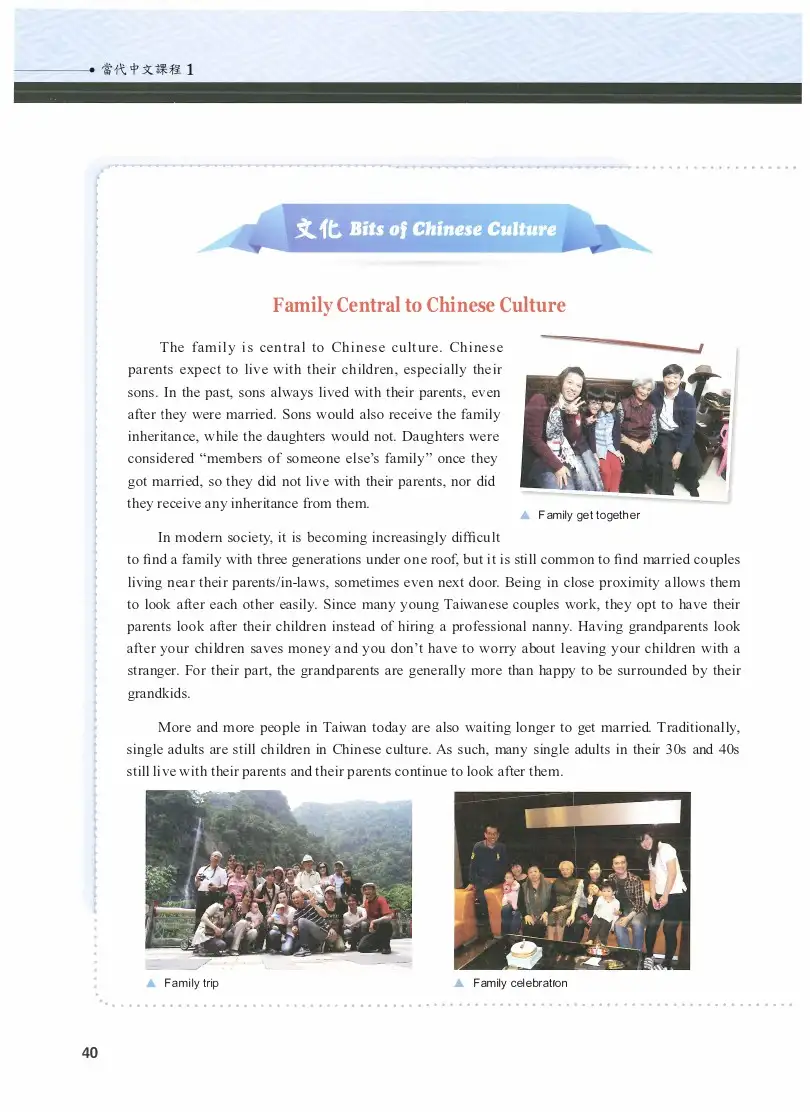 當代中文課程 1
文化 Bits of Chinese Culture
Family Central to Chinese Culture
The family is central to Chinese culture. Chinese
parents expect to live with their children, especially their
sons. In the past, sons always lived with their parents, even
after they were married. Sons would also receive the family
inheritance, while the daughters would not. Daughters were
considered “members of someone else’s family” once they
got married, so they did not live with their parents, nor did
they receive any inheritance from them.
Family get together
In modern society, it is becoming increasingly difficult
to find a family with three generations under one roof, but it is still common to find married couples
living near their parents/in-laws, sometimes even next door. Being in close proximity allows them
to look after each other easily. Since many young Taiwanese couples work, they opt to have their
parents look after their children instead of hiring a professional nanny. Having grandparents look
after your children saves money and you don’t have to worry about leaving your children with a
stranger. For their part, the grandparents are generally more than happy to be surrounded by their
grandkids.
More and more people in Taiwan today are also waiting longer to get married. Traditionally,
single adults are still children in Chinese culture. As such, many single adults in their 30s and 40s
still live with their parents and their parents continue to look after them.
Family trip
Family celebration
40